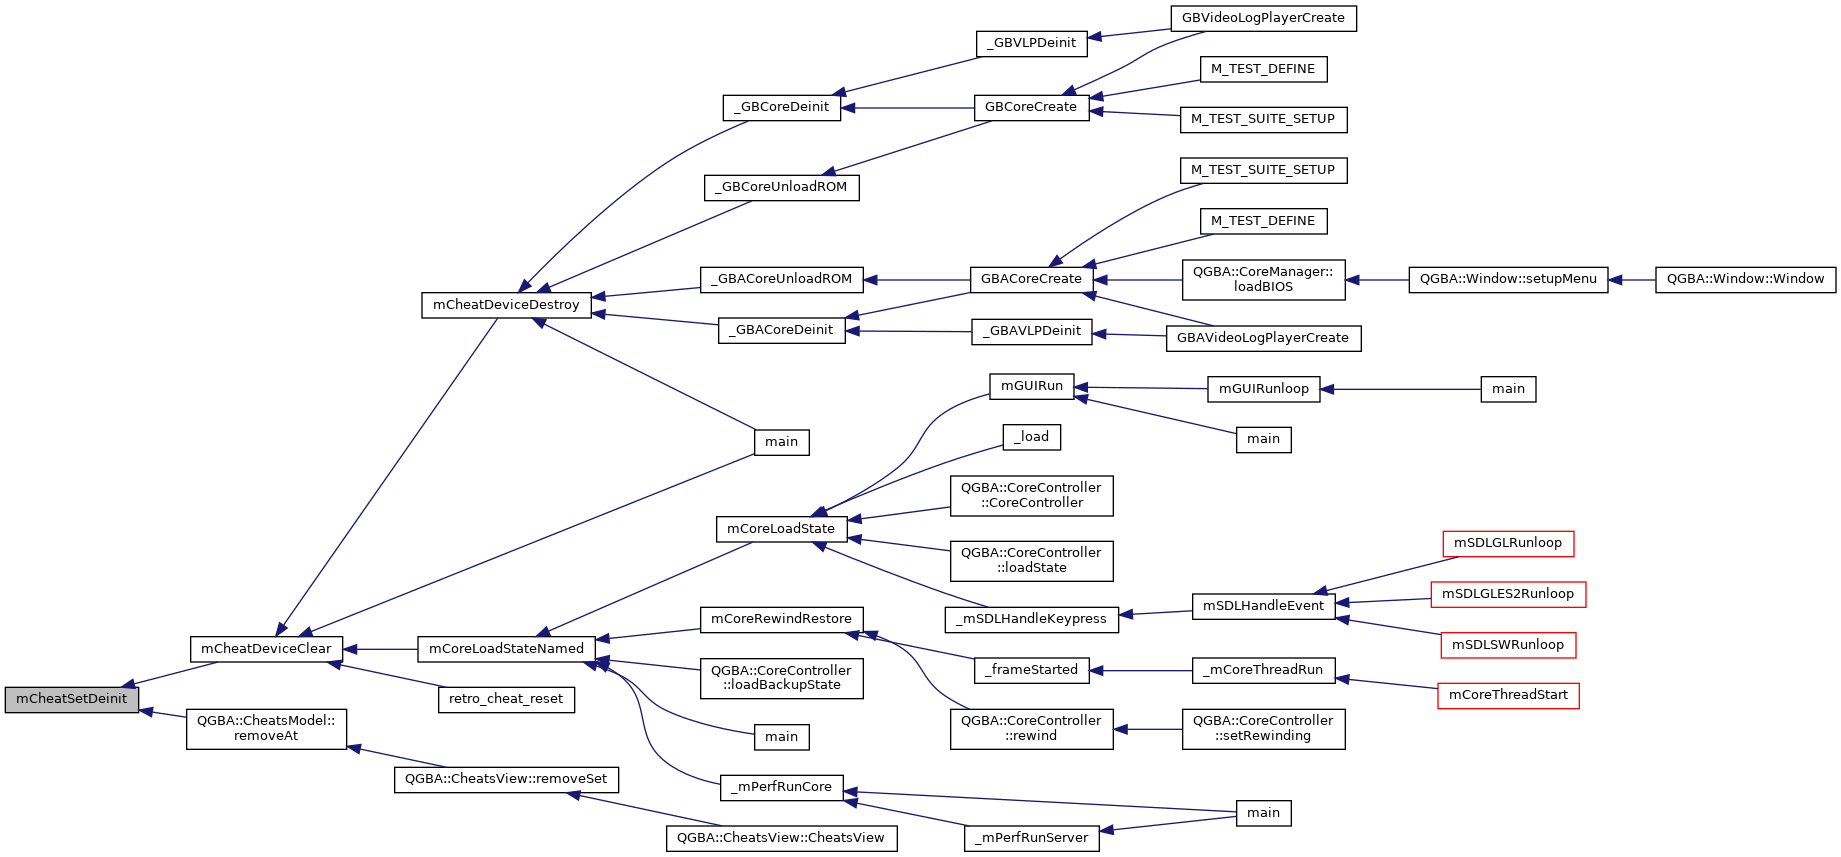 GBVideoLogPlayerCreate
_GBVLPDeinit
M_TEST_DEFINE
_GBCoreDeinit
GBCoreCreate
M_TEST_SUITE_SETUP
M_TEST_SUITE_SETUP
_GBCoreUnloadROM
M_TEST_DEFINE
_GBACoreUnloadROM
GBACoreCreate
QGBA::CoreManager::
loadBIOS
QGBA::Window::setupMenu
QGBA::Window::Window
mCheatDeviceDestroy
_GBACoreDeinit
_GBAVLPDeinit
GBAVideoLogPlayerCreate
mGUIRun
mGUIRunloop
main
main
_load
main
QGBA::CoreController
::CoreController
mCoreLoadState
QGBA::CoreController
::loadState
mSDLGLRunloop
mSDLGLES2Runloop
mSDLHandleEvent
_mSDLHandleKeypress
mCoreRewindRestore
mSDLSWRunloop
mCheatDeviceClear
mCoreLoadStateNamed
_frameStarted
_mCoreThreadRun
QGBA::CoreController
::loadBackupState
mCheatSetDeinit
retro_cheat_reset
mCoreThreadStart
QGBA::CheatsModel::
removeAt
QGBA::CoreController
::rewind
QGBA::CoreController
::setRewinding
main
QGBA::CheatsView::removeSet
_mPerfRunCore
main
QGBA::CheatsView::CheatsView
_mPerfRunServer